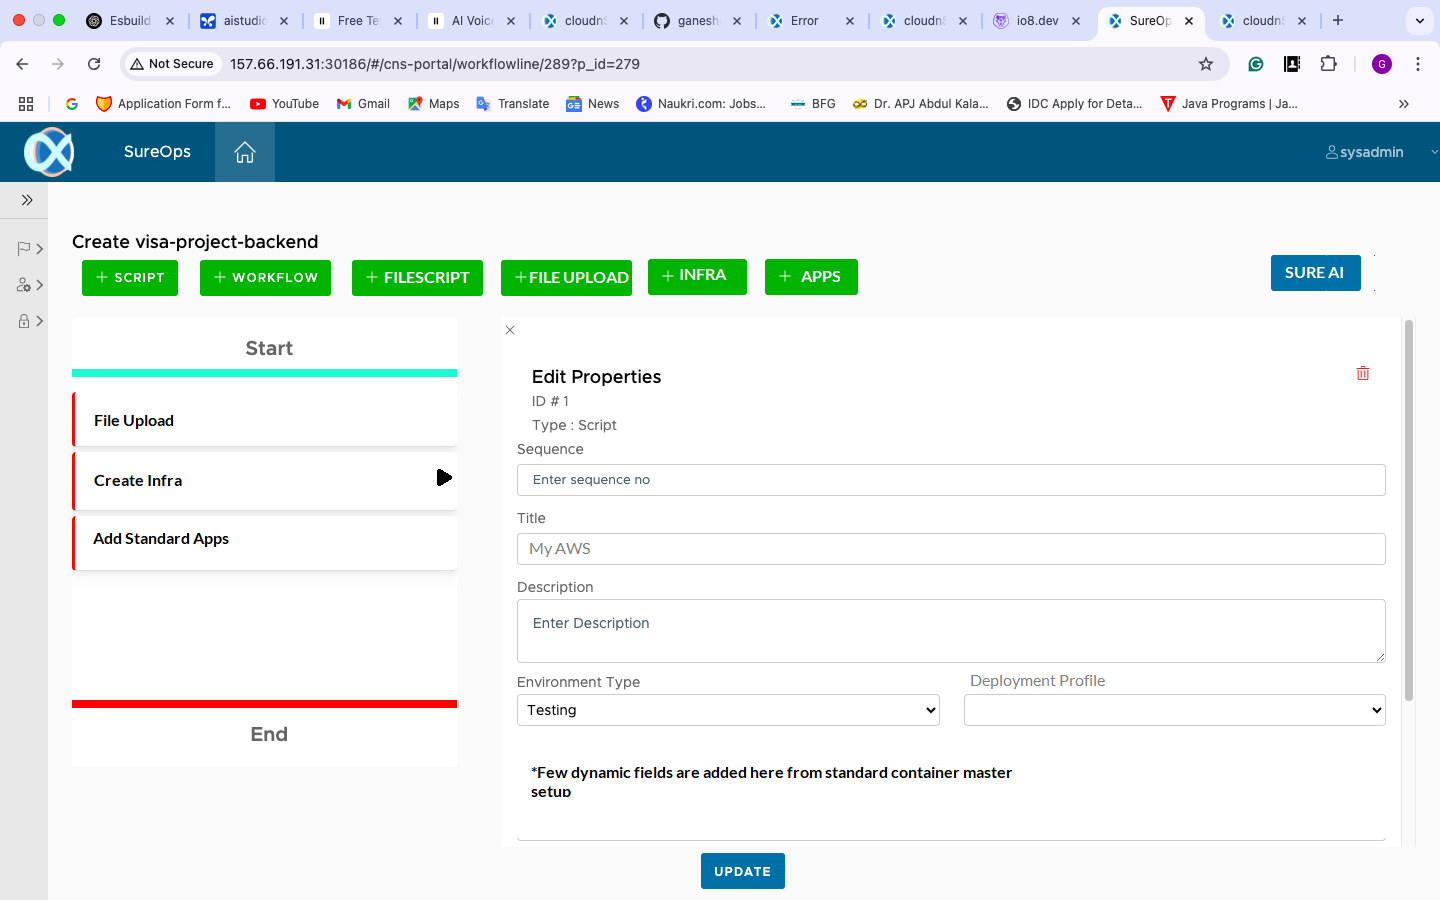 Esbuild
aistudio
Free Te
AI Voice
cloudnS
ganesh
Error
cloudnS
io8.dev
SureOp
cloudnS
Not Secure
157.66.191.31:30186/#/cns-portal/workflowline/289?p_id=279
G
Application Form f...
YouTube
Gmail
Maps
Translate
News
Naukri.com: Jobs...
BFG
Dr. APJ Abdul Kala...
IDC Apply for Deta...
Java Programs | Ja...
SureOps
sysadmin
Create visa-project-backend
+ SCRIPT
+ WORKFLOW
+ FILESCRIPT
+FILE UPLOAD
+ INFRA
+ APPS
SURE AI
Start
File Upload
Create Infra
Add Standard Apps
End
Edit Properties
ID # 1
Type : Script
Sequence
Enter sequence no
Title
My AWS
Description
Enter Description
Environment Type
Deployment Profile
Testing
*Few dynamic fields are added here from standard container master
setup
UPDATE